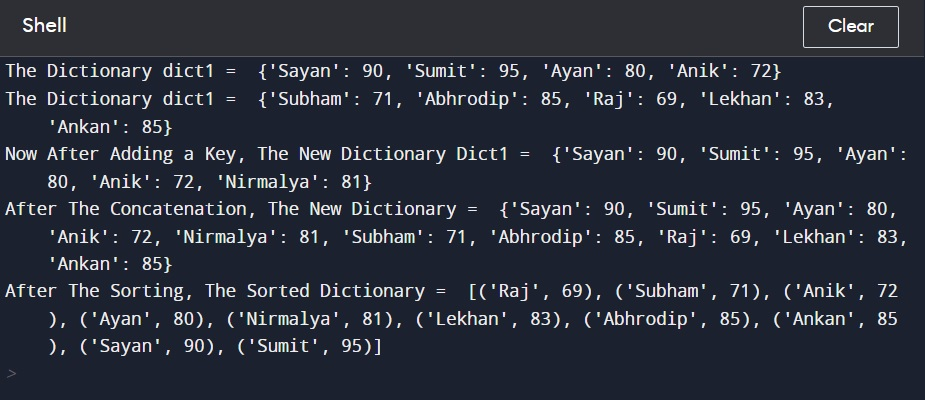 Shell
Clear
The Dictionary dict1 =  {'Sayan': 90, 'Sumit': 95, 'Ayan': 80, 'Anik': 72}
The Dictionary dict1 =  {'Subham': 71, 'Abhrodip': 85, 'Raj': 69, 'Lekhan': 83,
'Ankan': 85}
Now After Adding a Key, The New Dictionary Dict1 =  {'Sayan': 90, 'Sumit': 95, 'Ayan':
80, 'Anik': 72, 'Nirmalya': 81}
After The Concatenation, The New Dictionary =  {'Sayan': 90, 'Sumit': 95, 'Ayan': 80,
'Anik': 72, 'Nirmalya': 81, 'Subham': 71, 'Abhrodip': 85, 'Raj': 69, 'Lekhan': 83,
'Ankan': 85}
After The Sorting, The Sorted Dictionary =  [('Raj', 69), ('Subham', 71), ('Anik', 72
), ('Ayan', 80), ('Nirmalya', 81), ('Lekhan', 83), ('Abhrodip', 85), ('Ankan', 85
), ('Sayan', 90), ('Sumit', 95)]
>